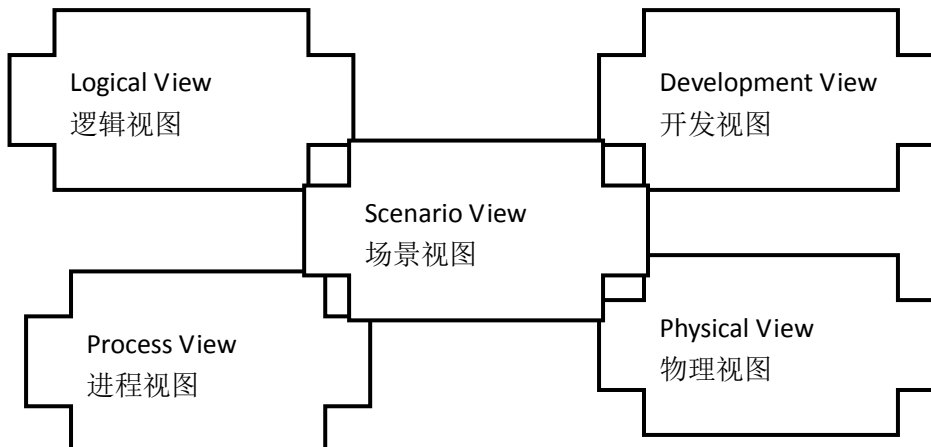 Logical View
逻辑视图
Development View
开发视图
Scenario View
场景视图
Process View
进程视图
Physical View
物理视图